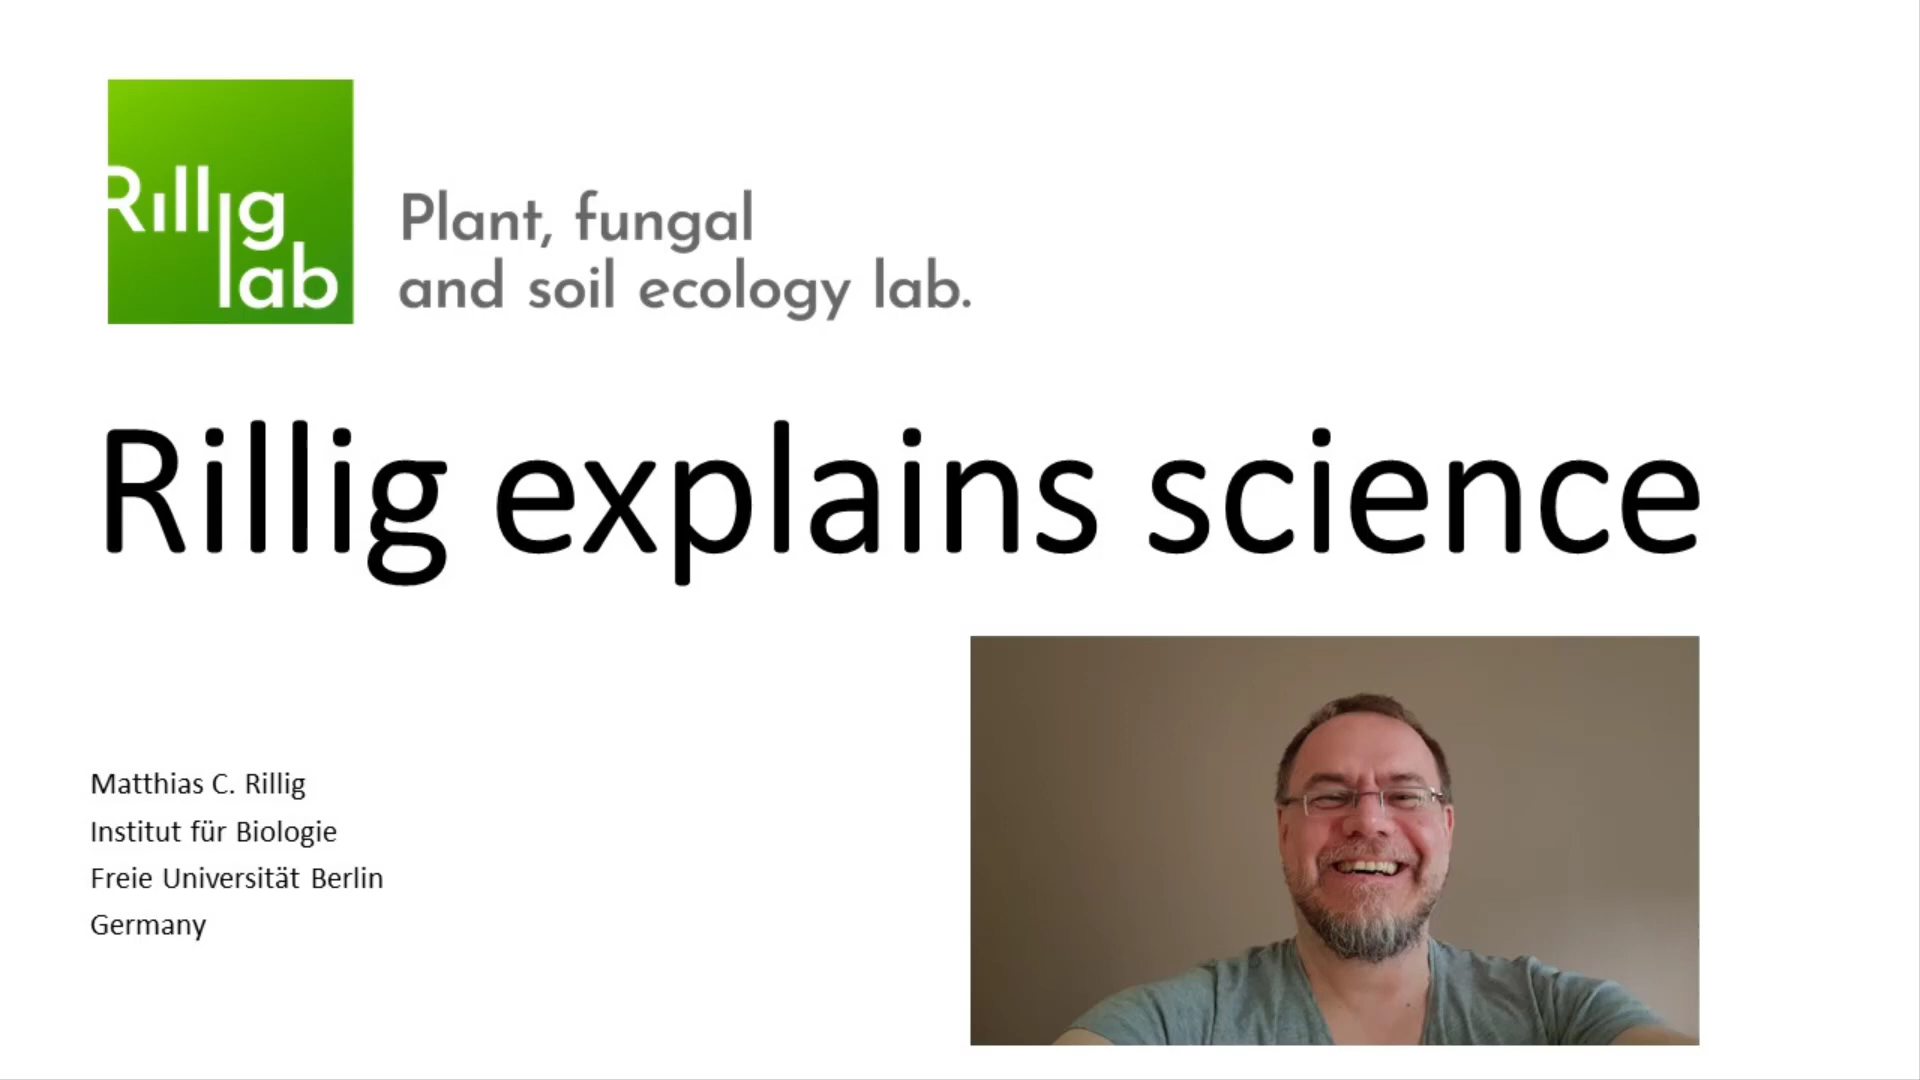 Rillig
lab
Plant, fungal
and soil ecology lab.
Rillig explains science
Matthias C. Rillig
Institut für Biologie
Freie Universität Berlin
Germany